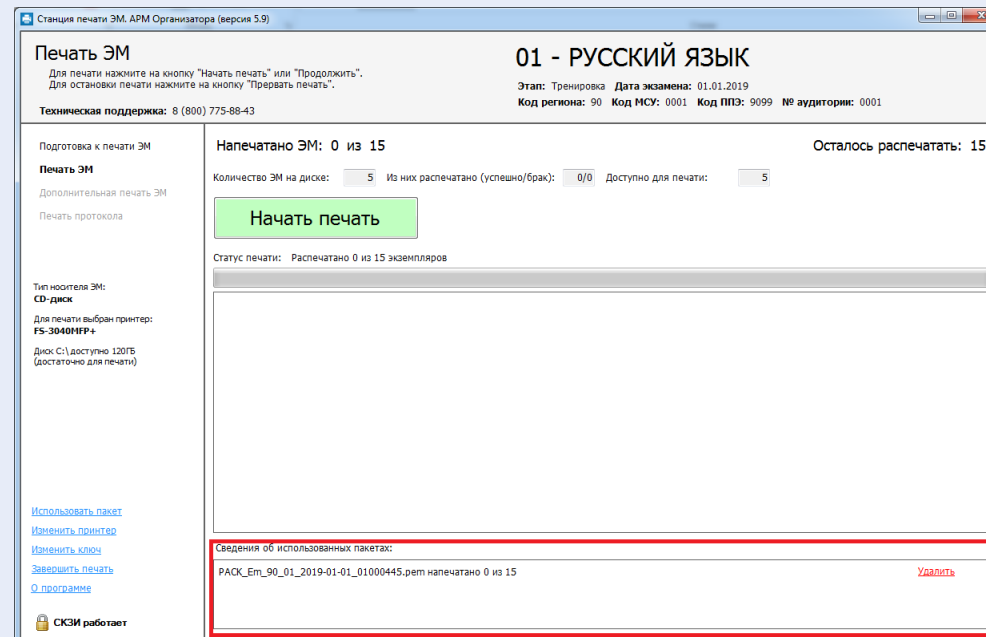 Станция печати ЭМ. АРМ Организатора (версия 5.9)
Печать ЭМ
Для печати нажмите на кнопку "Начать печать" или "Продолжить".
Для остановки печати нажмите на кнопку "Прервать печать".
Техническая поддержка: 8 (800) 775-88-43
01 - РУССКИЙ ЯЗЫК
Этап: Тренировка Дата экзамена: 01.01.2019
Код региона: 90 Код МСУ: 0001 Код ППЭ: 9099 № аудитории: 0001
Подготовка к печати ЭМ
Печать ЭМ
Дополнительная печать ЭМ
Печать протокола
Тип носителя ЭМ:
CD-диск
Для печати выбран принтер:
FS-3040MFP+
Диск C:\ доступно 120ГБ
(достаточно для печати)
Использовать пакет
Изменить принтер
Изменить ключ
Завершить печать
О программе
СКЗИ работает
Напечатано ЭМ: 0 из 15
Осталось распечатать: 15
Количество ЭМ на диске: 5 Из них распечатано (успешно/брак): 0/0 Доступно для печати: 5
Начать печать
Статус печати: Распечатано 0 из 15 экземпляров
Сведения об использованных пакетах:
PACK_Em_90_01_2019-01-01_01000445.pem напечатано 0 из 15
Удалить